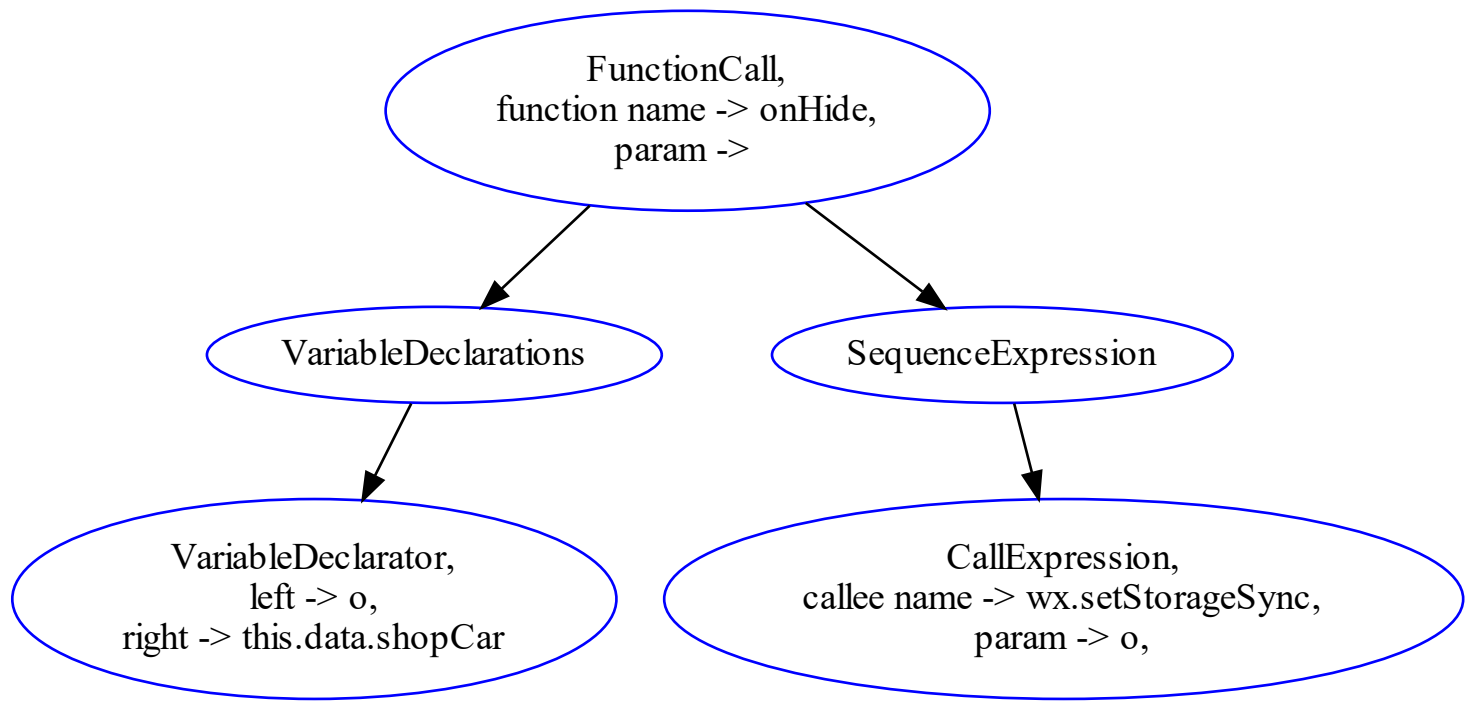 FunctionCall,
function name -> onHide,
param ->
VariableDeclarations
SequenceExpression
VariableDeclarator,
left -> o,
right -> this.data.shopCar
CallExpression,
callee name -> wx.setStorageSync,
param -> o,